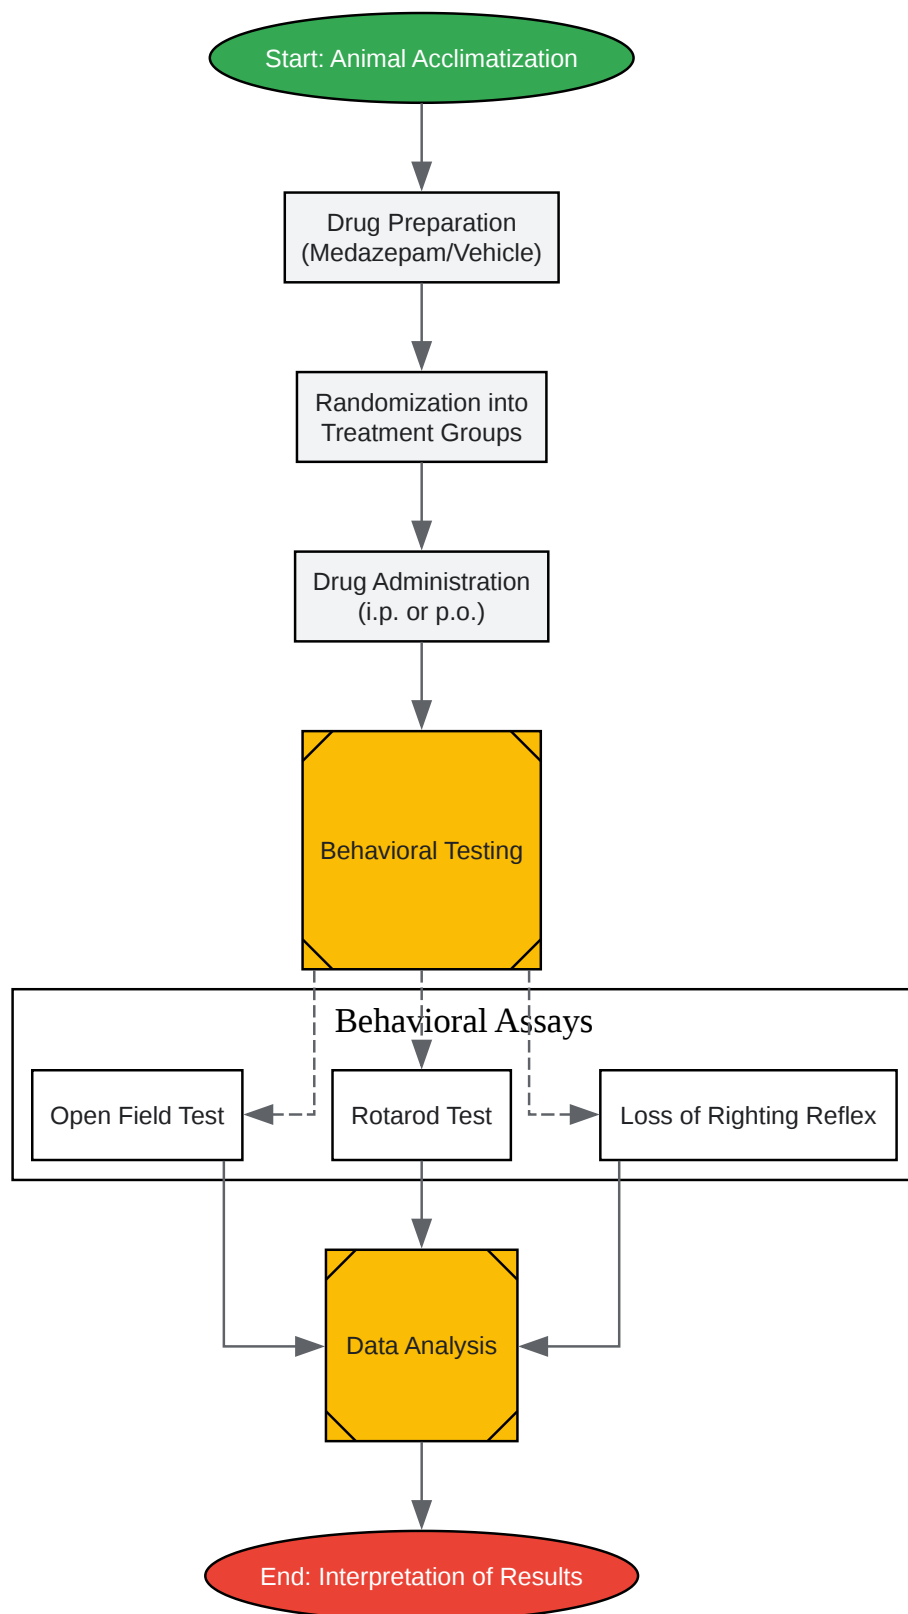 Start: Animal Acclimatization
Drug Preparation
(Medazepam/Vehicle)
Randomization into
Treatment Groups
Drug Administration
(i.p. or p.o.)
Behavioral Testing
Behavioral Assays
Open Field Test
Rotarod Test
Loss of Righting Reflex
Data Analysis
End: Interpretation of Results